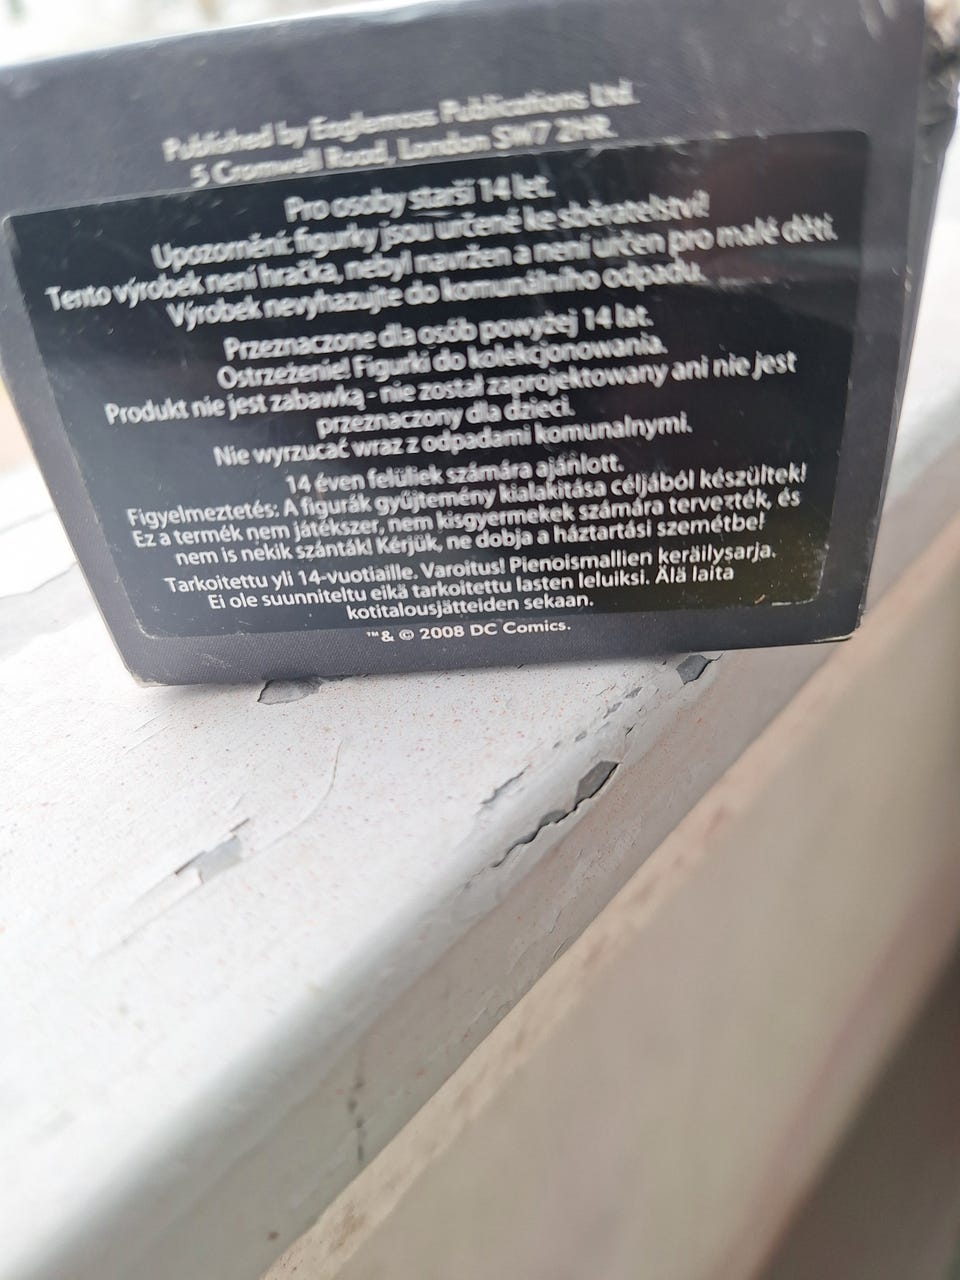 Published by Eaglemoss Publications Ltd.
5 Cromwell Road, London SW7 2HR.
Pro osoby starší 14 let.
Upozornění: figurky jsou určené ke sběratelství!
Tento výrobek není hračka, nebyl navržen a není určen pro malé děti.
Výrobek nevyhazujte do komunálního odpadu.
Przeznaczone dla osób powyżej 14 lat.
Ostrzeżenie! Figurki do kolekcjonowania.
Produkt nie jest zabawką - nie został zaprojektowany ani nie jest
przeznaczony dla dzieci.
Nie wyrzucać wraz z odpadami komunalnymi.
14 éven felüliek számára ajánlott.
Figyelmeztetés: A figurák gyűjtemény kialakítása céljából készültek!
Ez a termék nem játékszer, nem kisgyermekek számára tervezték, és
nem is nekik szánták! Kérjük, ne dobja a háztartási szemétbe!
Tarkoitettu yli 14-vuotiaille. Varoitus! Pienoismallien keräilysarja.
Ei ole suunniteltu eikä tarkoitettu lasten leluiksi. Älä laita
kotitalousjätteiden sekaan.
™ & © 2008 DC Comics.